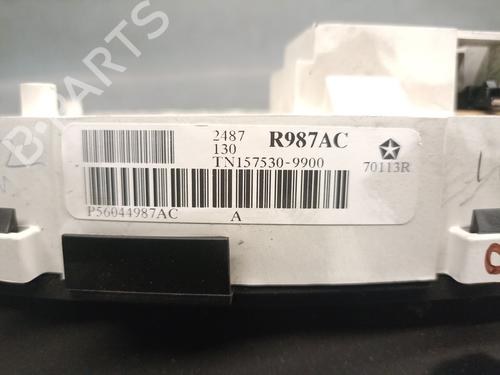 B-PARTS
2487 R987AC
130
TN157530-9900
70113R
P56044987AC A